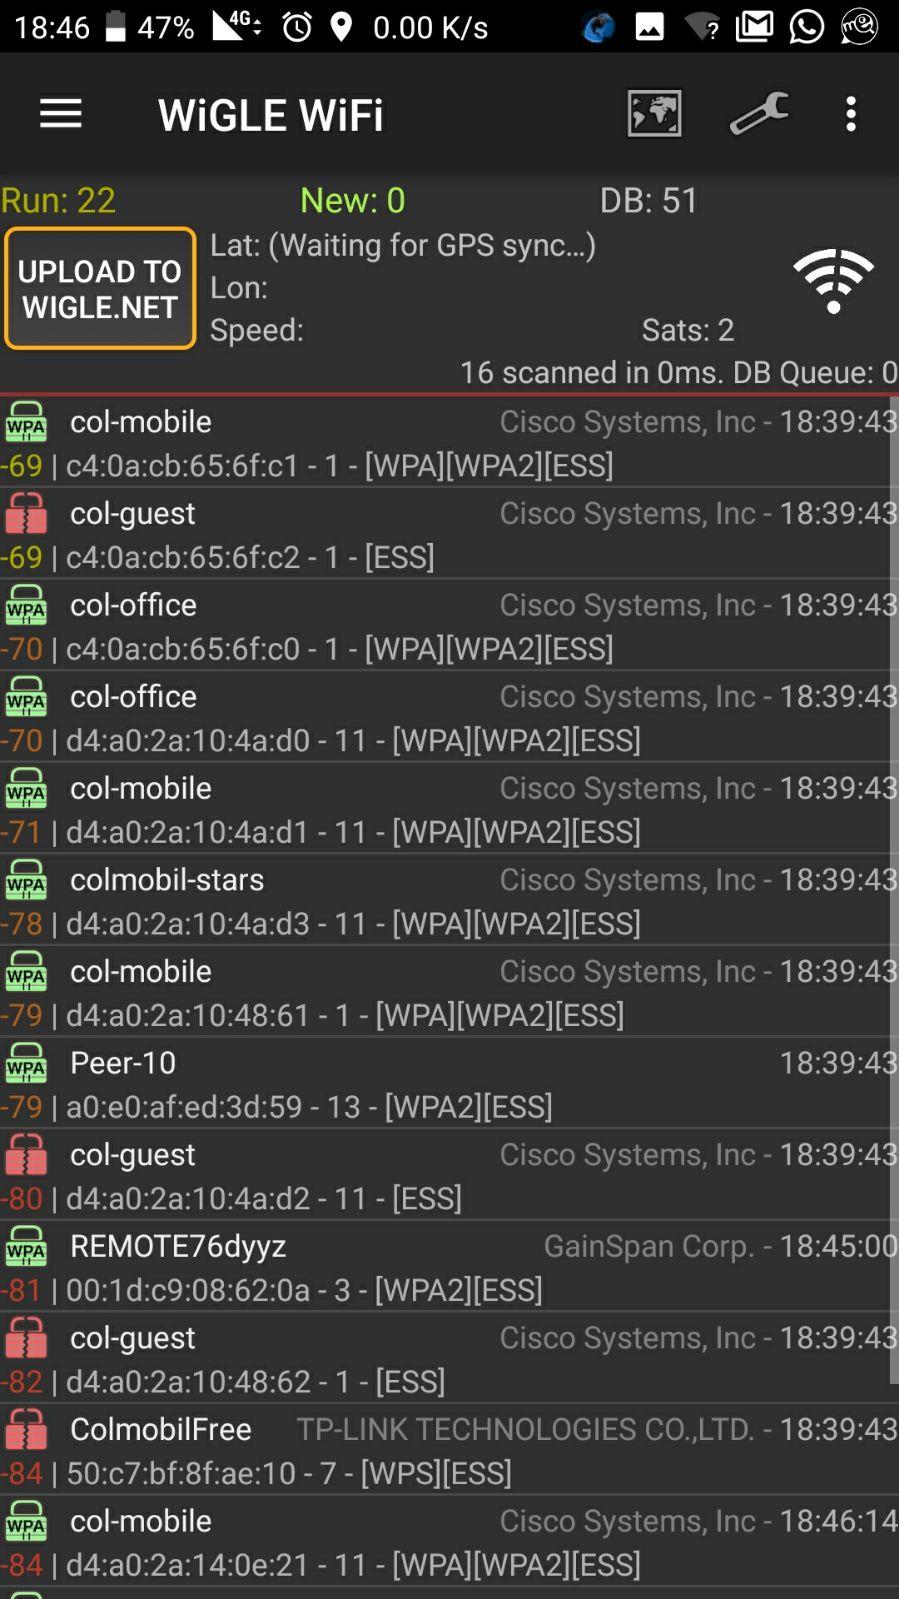 18:46 47% 4G 0.00 K/s ?
WiGLE WiFi
Run: 22 New: 0 DB: 51
UPLOAD TO
WIGLE.NET
Lat: (Waiting for GPS sync...)
Lon:
Speed: Sats: 2
16 scanned in 0ms. DB Queue: 0
WPA col-mobile Cisco Systems, Inc - 18:39:43
-69 | c4:0a:cb:65:6f:c1 - 1 - [WPA][WPA2][ESS]
col-guest Cisco Systems, Inc - 18:39:43
-69 | c4:0a:cb:65:6f:c2 - 1 - [ESS]
WPA col-office Cisco Systems, Inc - 18:39:43
-70 | c4:0a:cb:65:6f:c0 - 1 - [WPA][WPA2][ESS]
WPA col-office Cisco Systems, Inc - 18:39:43
-70 | d4:a0:2a:10:4a:d0 - 11 - [WPA][WPA2][ESS]
WPA col-mobile Cisco Systems, Inc - 18:39:43
-71 | d4:a0:2a:10:4a:d1 - 11 - [WPA][WPA2][ESS]
WPA colmobil-stars Cisco Systems, Inc - 18:39:43
-78 | d4:a0:2a:10:4a:d3 - 11 - [WPA][WPA2][ESS]
WPA col-mobile Cisco Systems, Inc - 18:39:43
-79 | d4:a0:2a:10:48:61 - 1 - [WPA][WPA2][ESS]
WPA Peer-10 18:39:43
-79 | a0:e0:af:ed:3d:59 - 13 - [WPA2][ESS]
col-guest Cisco Systems, Inc - 18:39:43
-80 | d4:a0:2a:10:4a:d2 - 11 - [ESS]
WPA REMOTE76dyyz GainSpan Corp. - 18:45:00
-81 | 00:1d:c9:08:62:0a - 3 - [WPA2][ESS]
col-guest Cisco Systems, Inc - 18:39:43
-82 | d4:a0:2a:10:48:62 - 1 - [ESS]
ColmobilFree TP-LINK TECHNOLOGIES CO.,LTD. - 18:39:43
-84 | 50:c7:bf:8f:ae:10 - 7 - [WPS][ESS]
WPA col-mobile Cisco Systems, Inc - 18:46:14
-84 | d4:a0:2a:14:0e:21 - 11 - [WPA][WPA2][ESS]